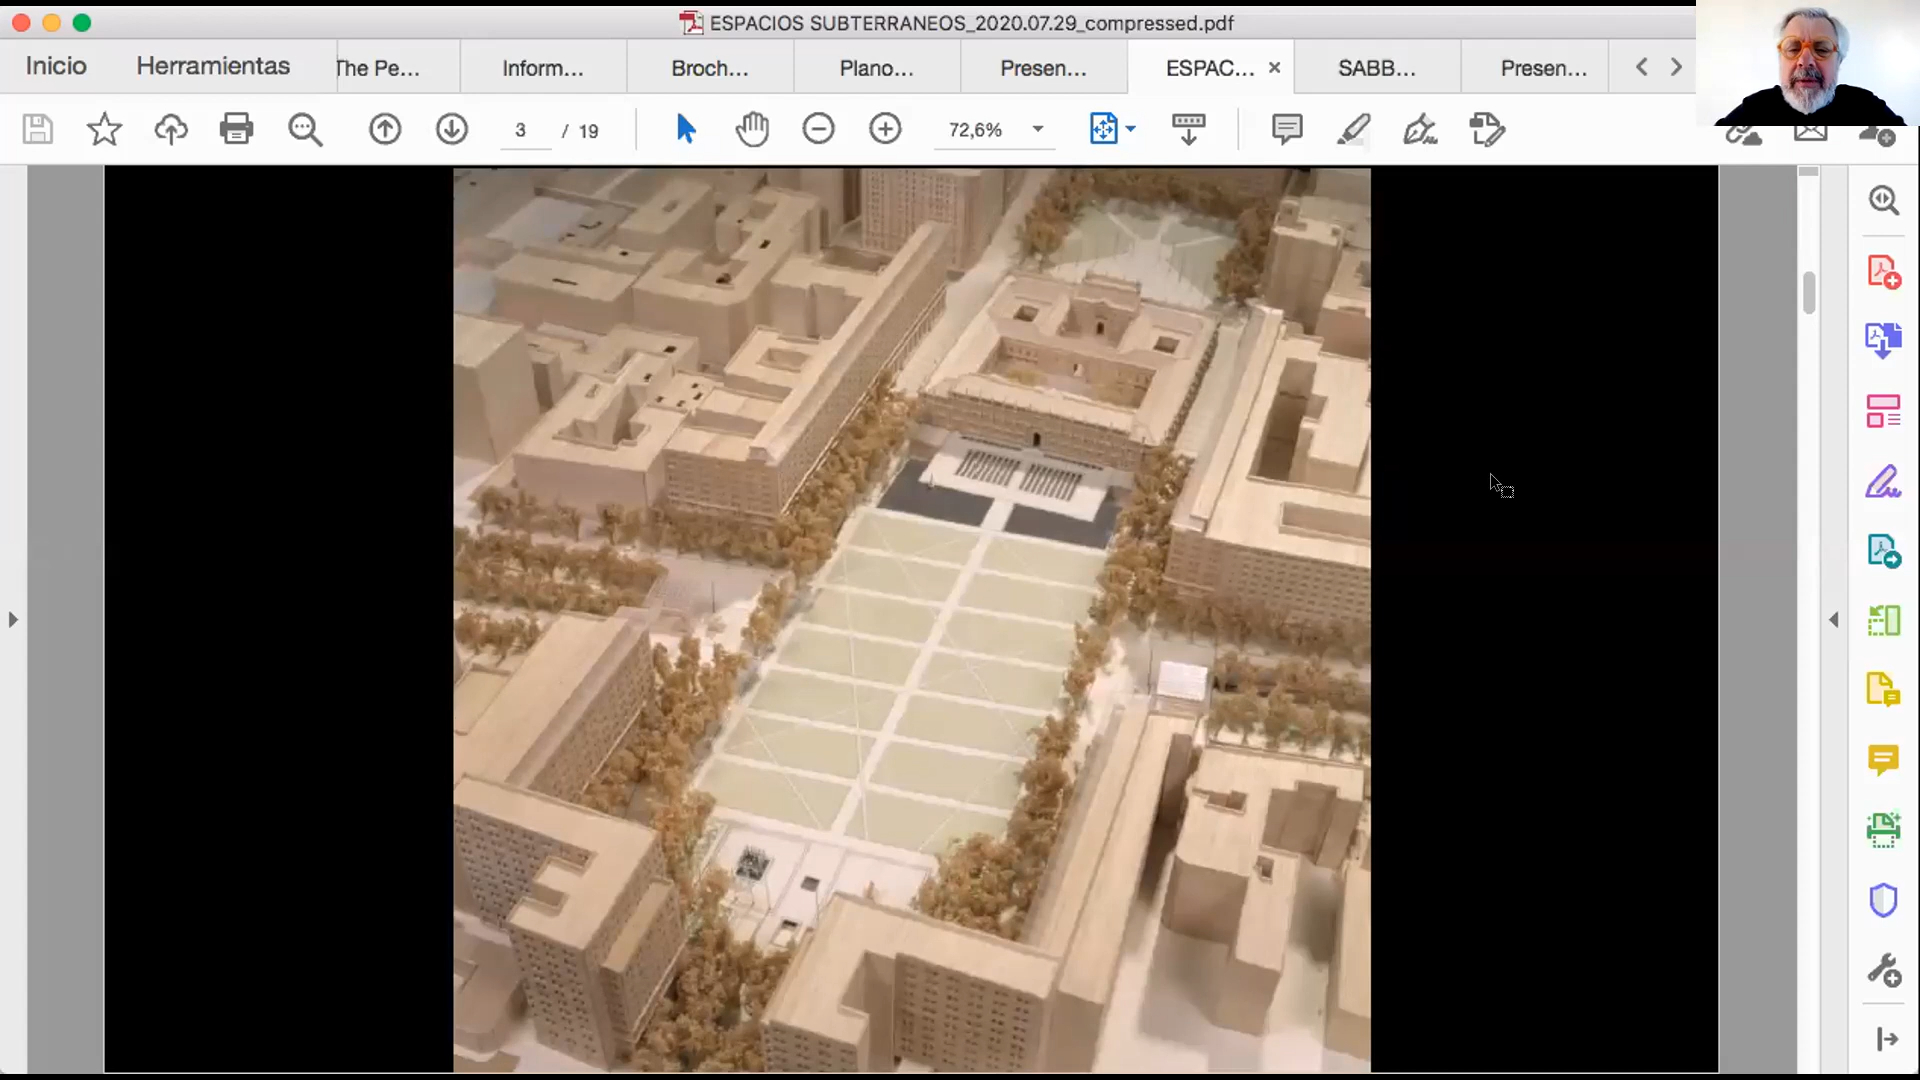 ESPACIOS SUBTERRANEOS_2020.07.29_compressed.pdf
Inicio Herramientas The Pe... Inform... Broch... Plano... Presen... ESPAC... × SABB... Presen...
3 / 19 72,6%